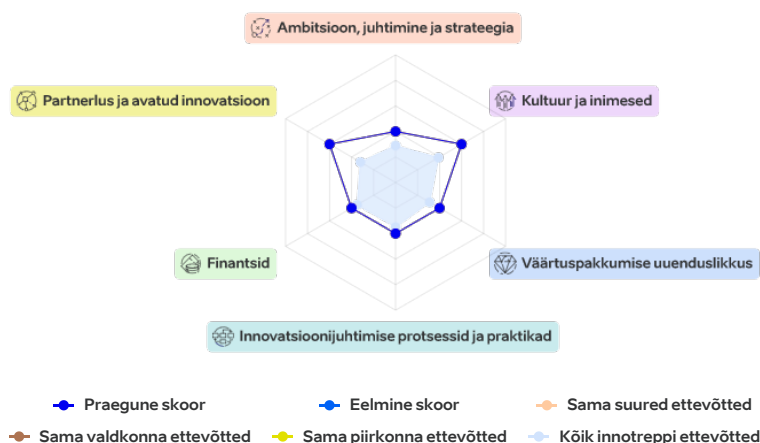 Ambitsioon, juhtimine ja strateegia
Partnerlus ja avatud innovatsioon
Kultuur ja inimesed
Finantsid
Väärtuspakkumise uuenduslikkus
Innovatsioonijuhtimise protsessid ja praktikad
Praegune skoor
Eelmine skoor
Sama suured ettevõtted
Sama valdkonna ettevõtted
Sama piirkonna ettevõtted
Kõik innotreppi ettevõtted